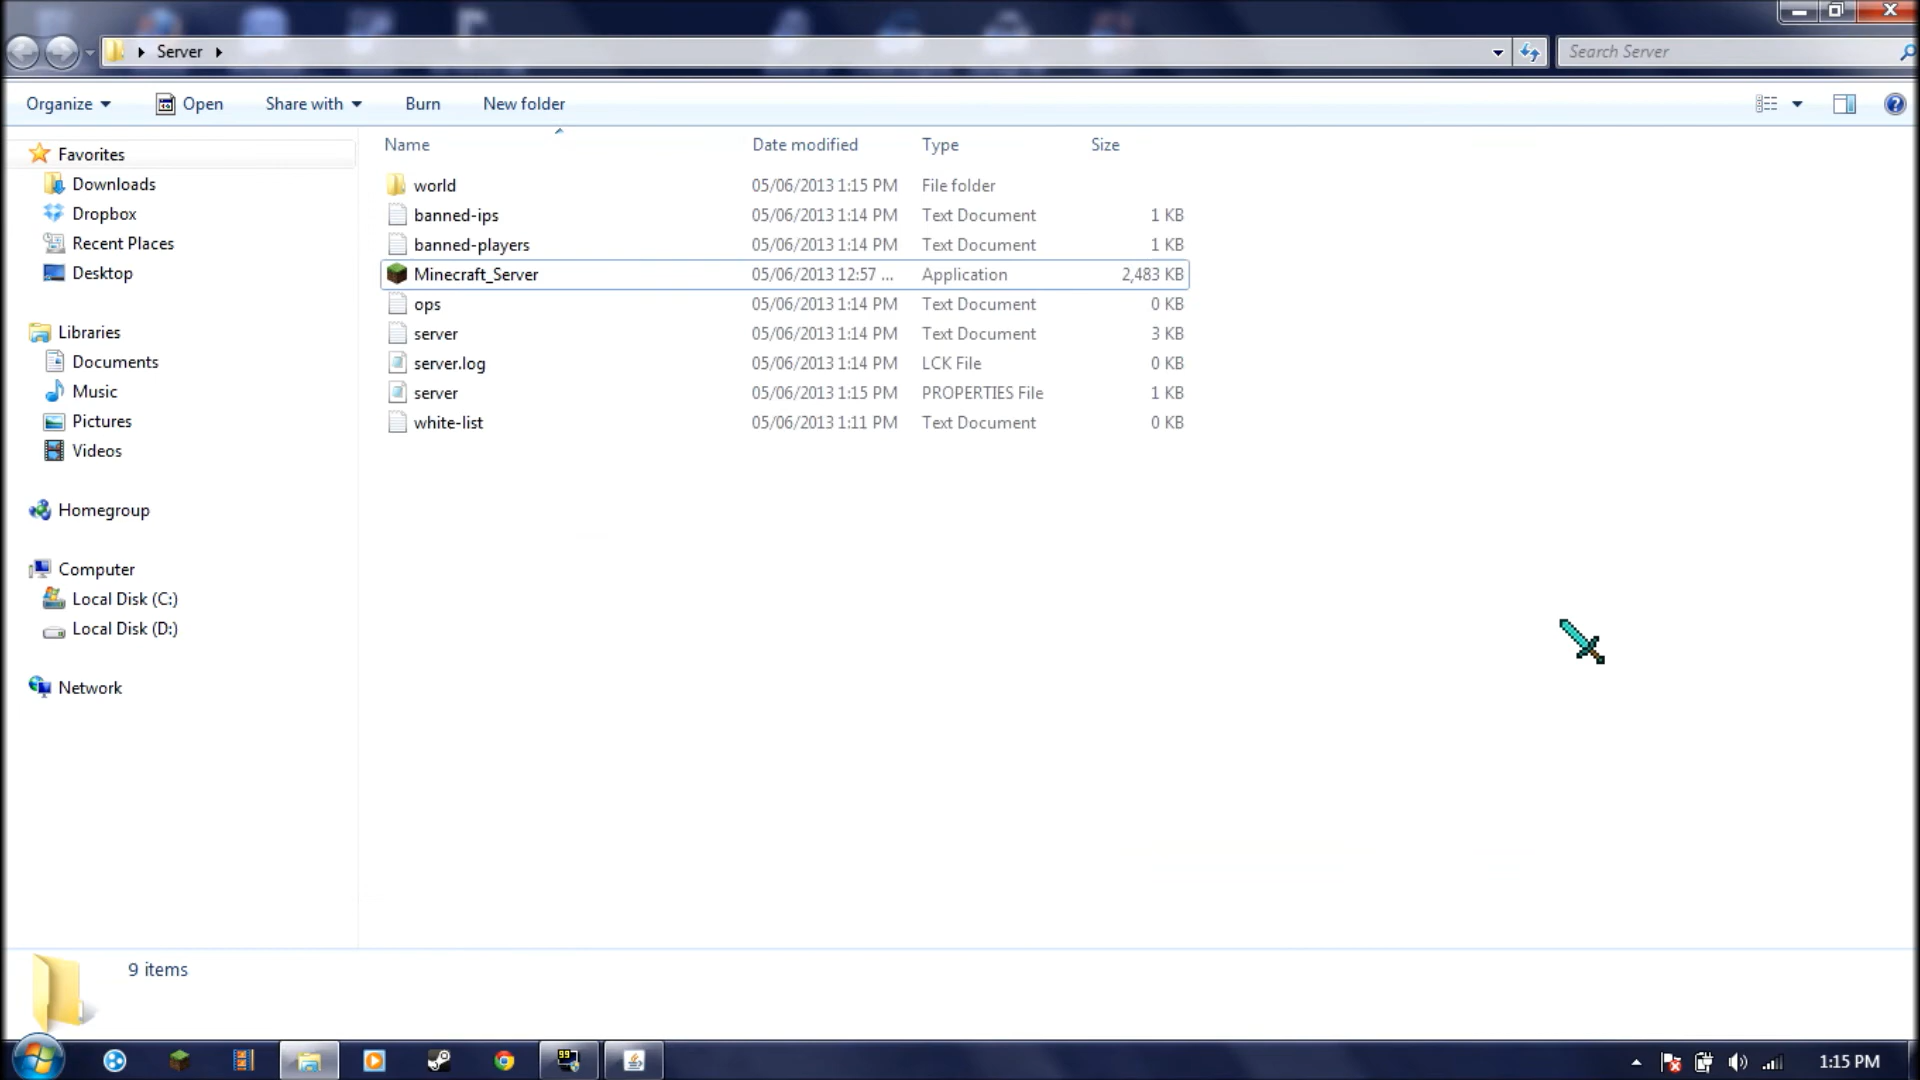 Server
Search Server
Organize Open Share with Burn New folder
Name Date modified Type Size
Favorites
Downloads
Dropbox
Recent Places
Desktop
Libraries
Documents
Music
Pictures
Videos
Homegroup
Computer
Local Disk (C:)
Local Disk (D:)
Network
world 05/06/2013 1:15 PM File folder
banned-ips 05/06/2013 1:14 PM Text Document 1 KB
banned-players 05/06/2013 1:14 PM Text Document 1 KB
Minecraft_Server 05/06/2013 12:57 ... Application 2,483 KB
ops 05/06/2013 1:14 PM Text Document 0 KB
server 05/06/2013 1:14 PM Text Document 3 KB
server.log 05/06/2013 1:14 PM LCK File 0 KB
server 05/06/2013 1:15 PM PROPERTIES File 1 KB
white-list 05/06/2013 1:11 PM Text Document 0 KB
9 items
99
1:15 PM